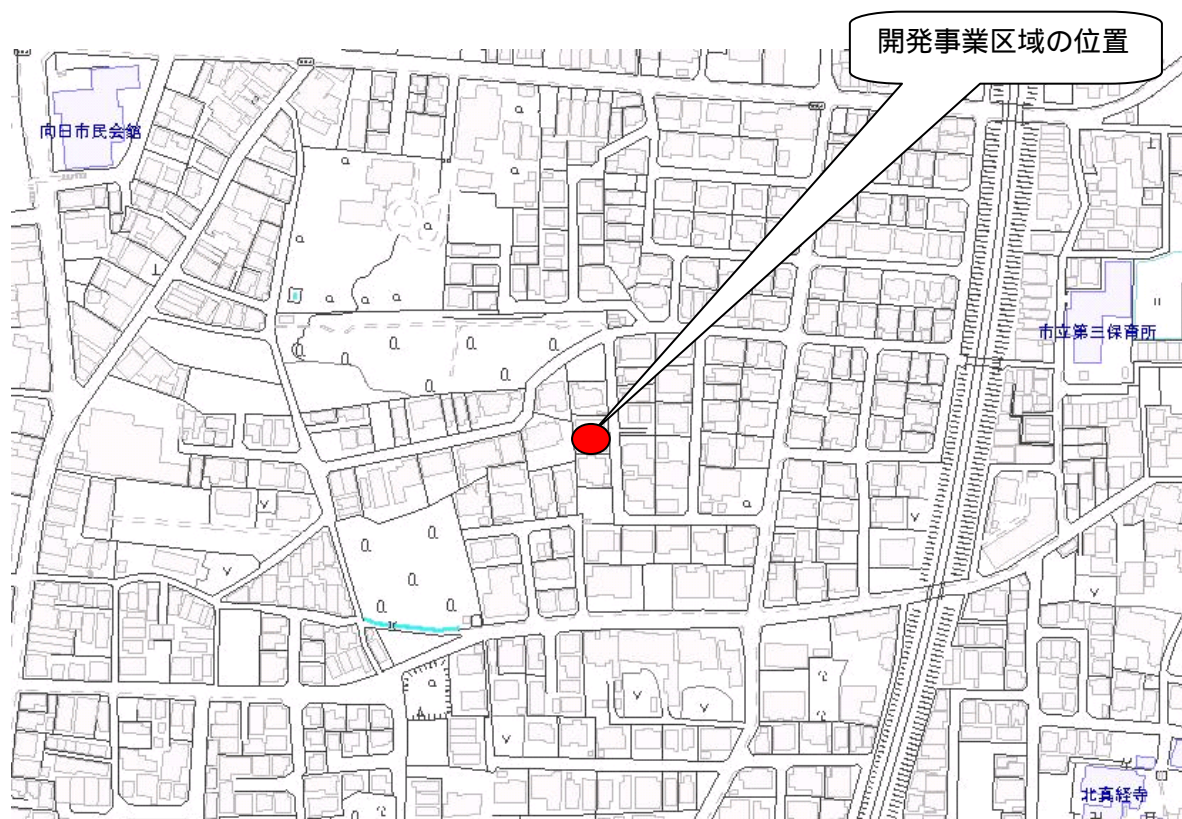 開発事業区域の位置
向日市民会館
市立第三保育所
北真経寺